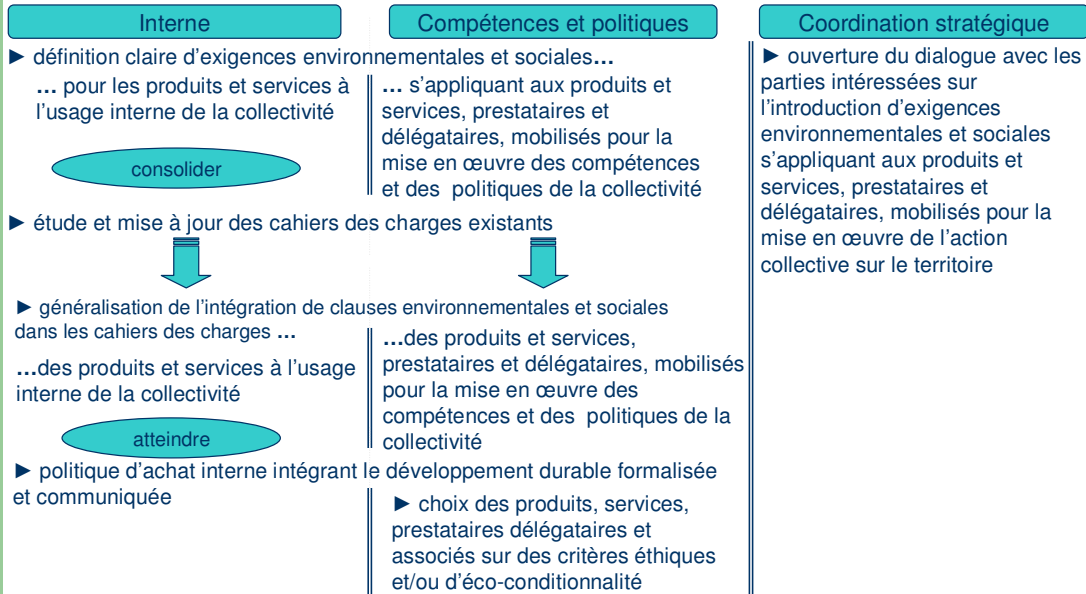 Interne
Compétences et politiques
Coordination stratégique
► définition claire d'exigences environnementales et sociales...
... pour les produits et services à
l'usage interne de la collectivité
... s'appliquant aux produits et
services, prestataires et
délégataires, mobilisés pour la
mise en œuvre des compétences
et des politiques de la collectivité
consolider
► étude et mise à jour des cahiers des charges existants
► généralisation de l'intégration de clauses environnementales et sociales
dans les cahiers des charges ...
...des produits et services à l'usage
interne de la collectivité
...des produits et services,
prestataires et délégataires, mobilisés
pour la mise en œuvre des
compétences et des politiques de la
collectivité
atteindre
► politique d'achat interne intégrant le développement durable formalisée
et communiquée
► choix des produits, services,
prestataires délégataires et
associés sur des critères éthiques
et/ou d'éco-conditionnalité
► ouverture du dialogue avec les
parties intéressées sur
l'introduction d'exigences
environnementales et sociales
s'appliquant aux produits et
services, prestataires et
délégataires, mobilisés pour la
mise en œuvre de l'action
collective sur le territoire